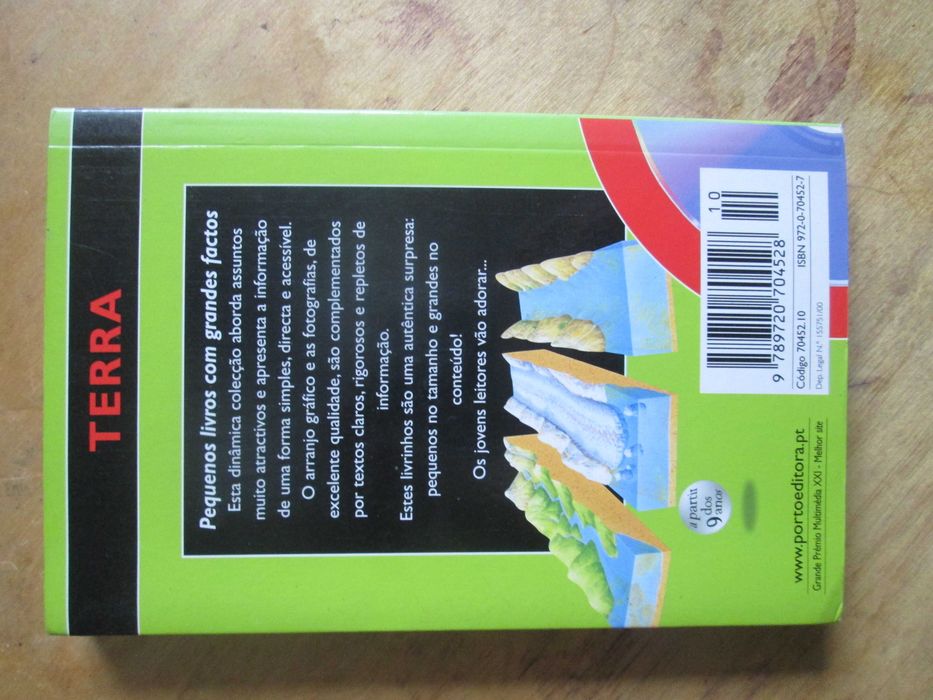 TERRA
Pequenos livros com grandes factos
Esta dinâmica colecção aborda assuntos
muito atractivos e apresenta a informação
de uma forma simples, directa e acessível.
O arranjo gráfico e as fotografias, de
excelente qualidade, são complementados
por textos claros, rigorosos e repletos de
informação.
Estes livrinhos são uma autêntica surpresa:
pequenos no tamanho e grandes no
conteúdo!
Os jovens leitores vão adorar...
a partir
dos
9 anos
www.portoeditora.pt
Grande Prémio Multimédia XXI - Melhor site
10
9 789720 704528
Código 70452.10
ISBN 972-0-70452-7
Dep. Legal N.º 155751/00